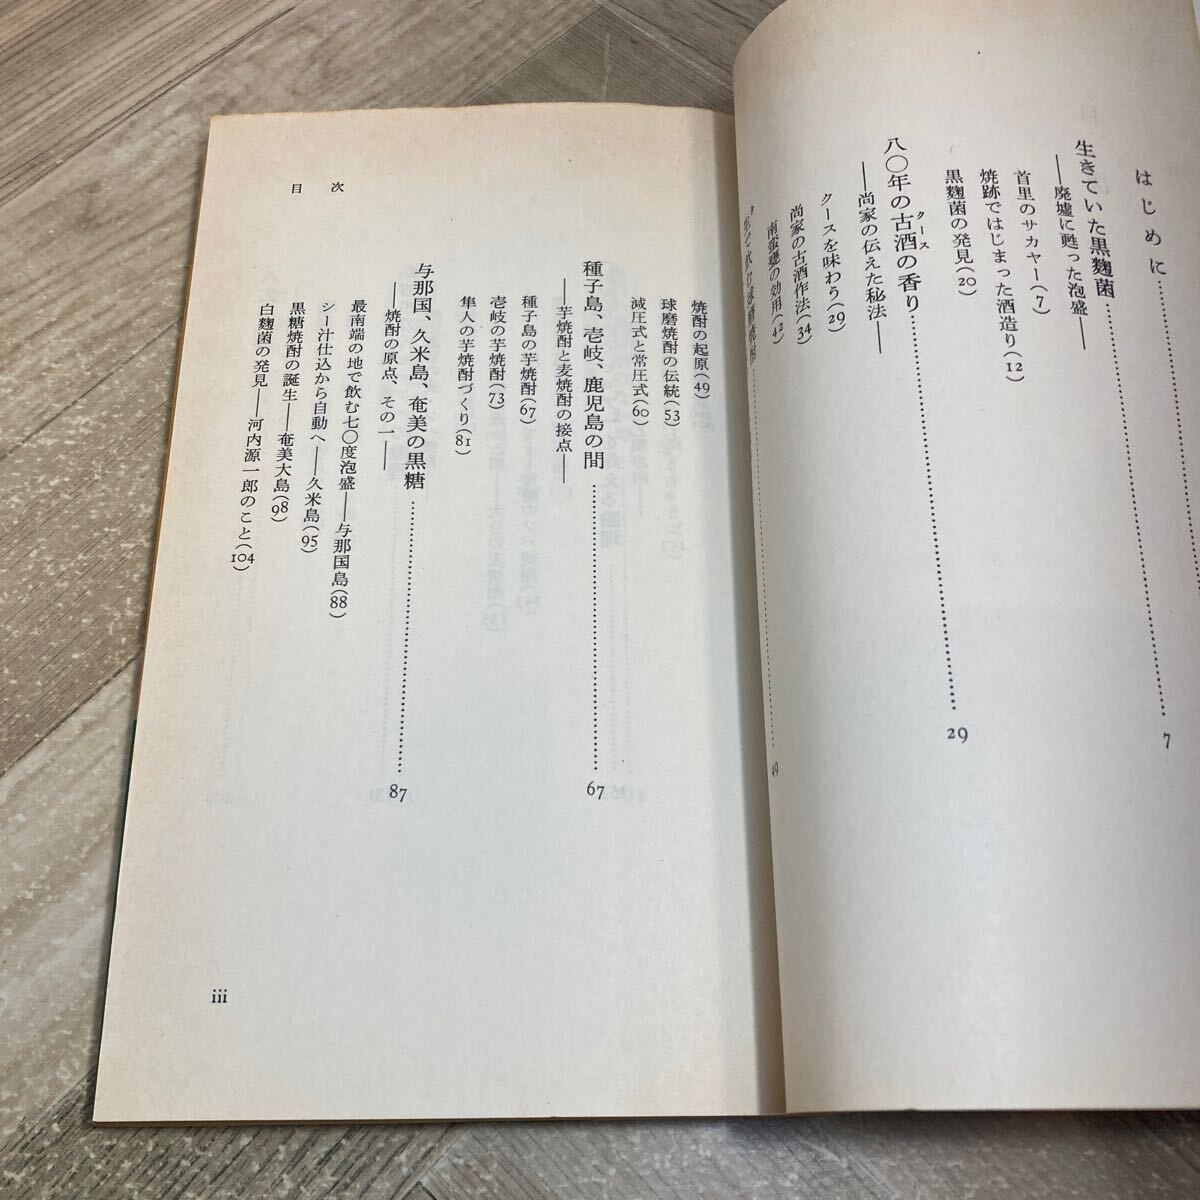 はじめに
生きていた黒麴菌
――廃墟に甦った泡盛――
7
首里のサカヤー(7)
焼跡ではじまった酒造り(12)
黒麴菌の発見(20)
八〇年の古酒の香り
クース
――尚家の伝えた秘法――
29
クースを味わう(29)
尚家の古酒作法(34)
南蛮甕の効用(42)
49
焼酎の起原(49)
球磨焼酎の伝統(53)
減圧式と常圧式(60)
種子島、壱岐、鹿児島の間
――芋焼酎と麦焼酎の接点――
67
種子島の芋焼酎(67)
壱岐の芋焼酎(73)
隼人の芋焼酎づくり(81)
与那国、久米島、奄美の黒糖
――焼酎の原点、その一――
87
最南端の地で飲む七〇度泡盛――与那国島(88)
シー汁仕込から自動へ――久米島(95)
黒糖焼酎の誕生――奄美大島(98)
白麴菌の発見――河内源一郎のこと(104)
目次
iii